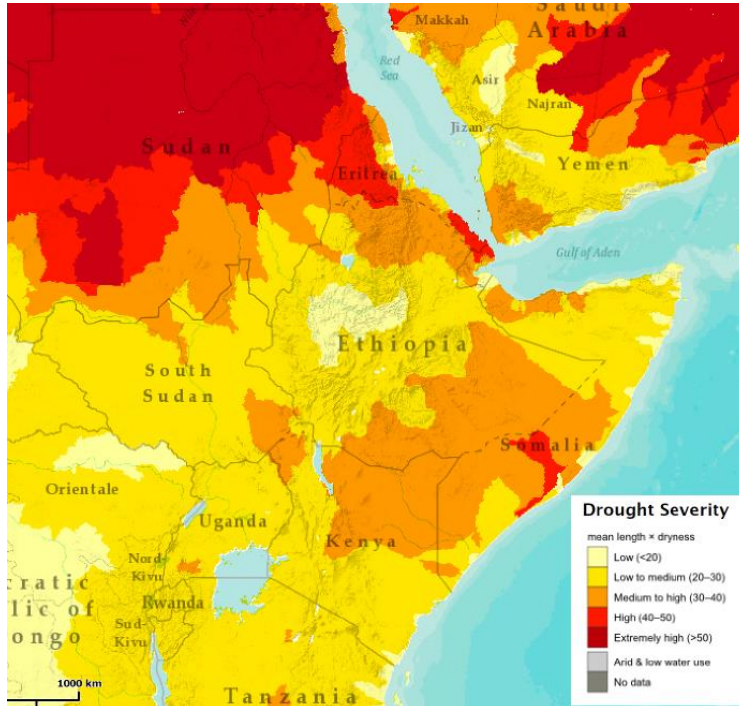 Makkah
Saudi
Arabia
Red
Sea
Asir
Najran
Jizan
Sudan
Eritrea
Yemen
Gulf of Aden
Ethiopia
South
Sudan
Somalia
Orientale
Uganda
Kenya
Nord-
Kivu
cratic
lic of
ongo
Rwanda
Sud-
Kivu
Tanzania
1000 km
Drought Severity
mean length × dryness
Low (<20)
Low to medium (20–30)
Medium to high (30–40)
High (40–50)
Extremely high (>50)
Arid & low water use
No data